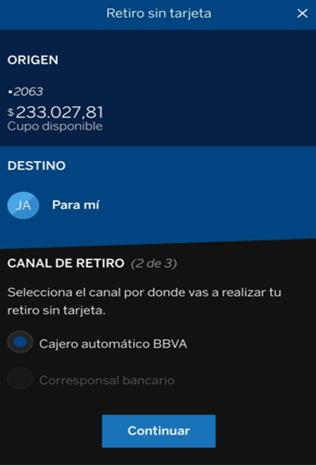 Retiro sin tarjeta
ORIGEN
•2063
$233.027,81
Cupo disponible
DESTINO
JA Para mí
CANAL DE RETIRO (2 de 3)
Selecciona el canal por donde vas a realizar tu
retiro sin tarjeta.
Cajero automático BBVA
Corresponsal bancario
Continuar